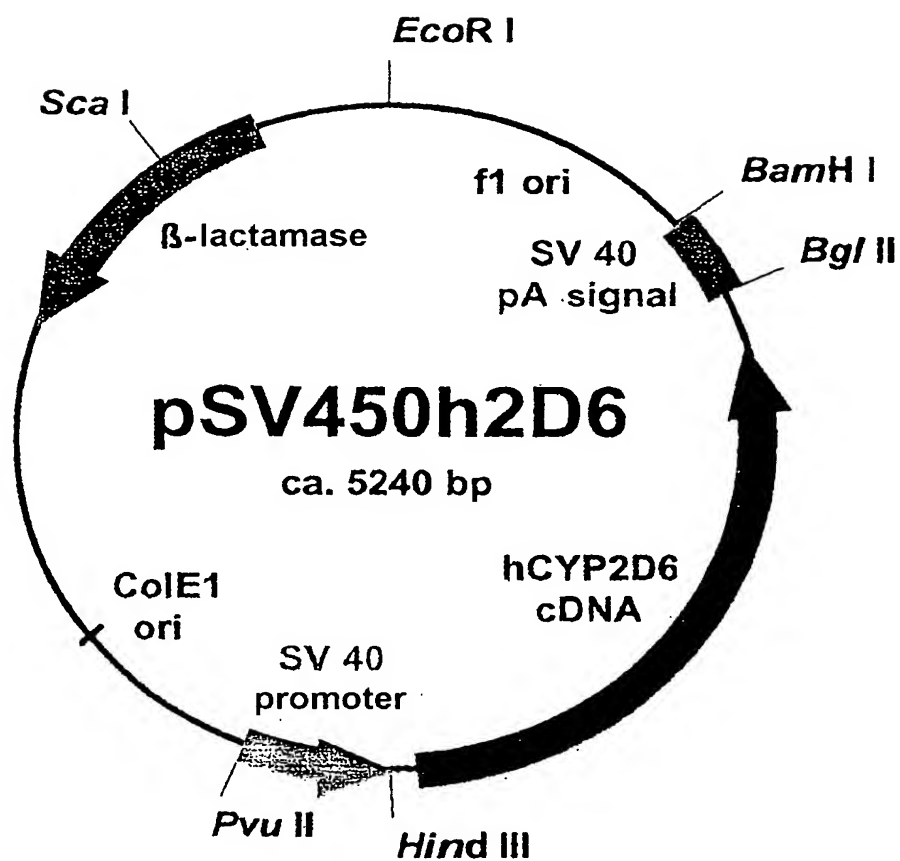 EcoR I
Sca I
f1 ori
BamH I
ß-lactamase
SV 40
pA signal
Bgl II
pSV450h2D6
ca. 5240 bp
hCYP2D6
cDNA
ColE1
ori
SV 40
promoter
Pvu II
Hind III